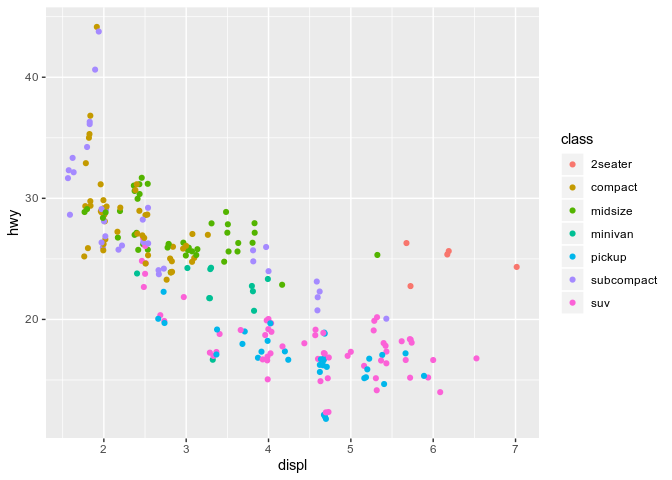 hwy
40
30
20
2 3 4 5 6 7
displ
class
2seater
compact
midsize
minivan
pickup
subcompact
suv